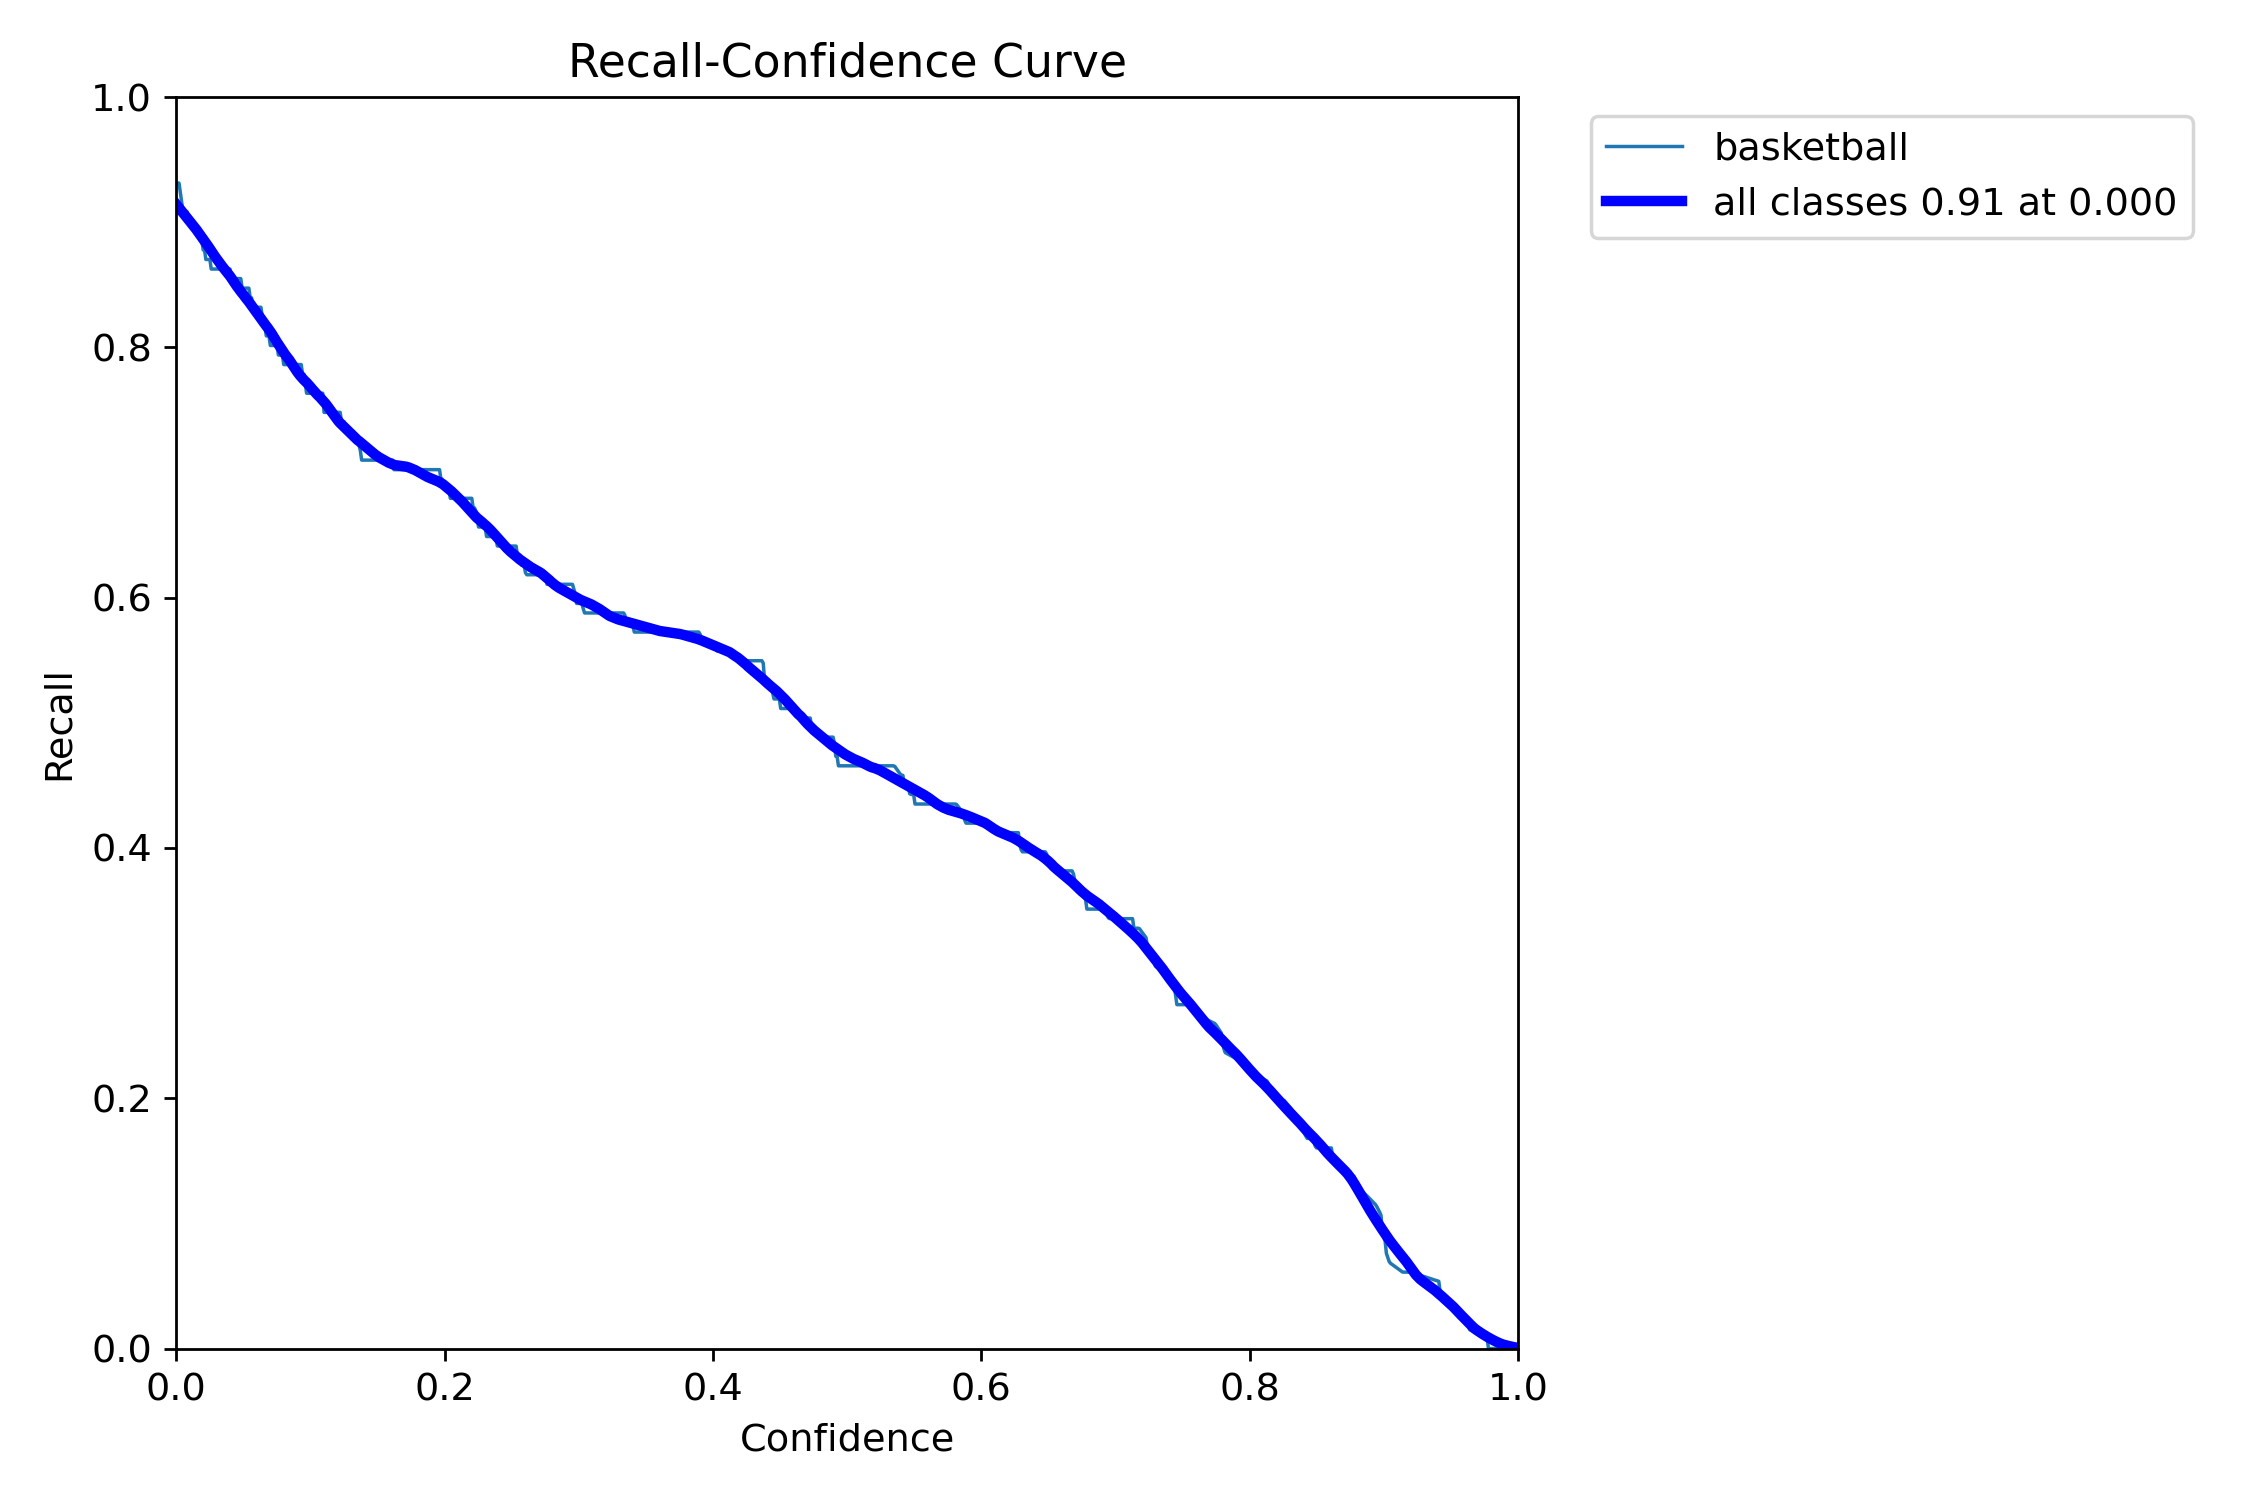 Recall-Confidence Curve
1.0
0.8
0.6
0.4
0.2
0.0
Recall
0.0 0.2 0.4 0.6 0.8 1.0
Confidence
basketball
all classes 0.91 at 0.000